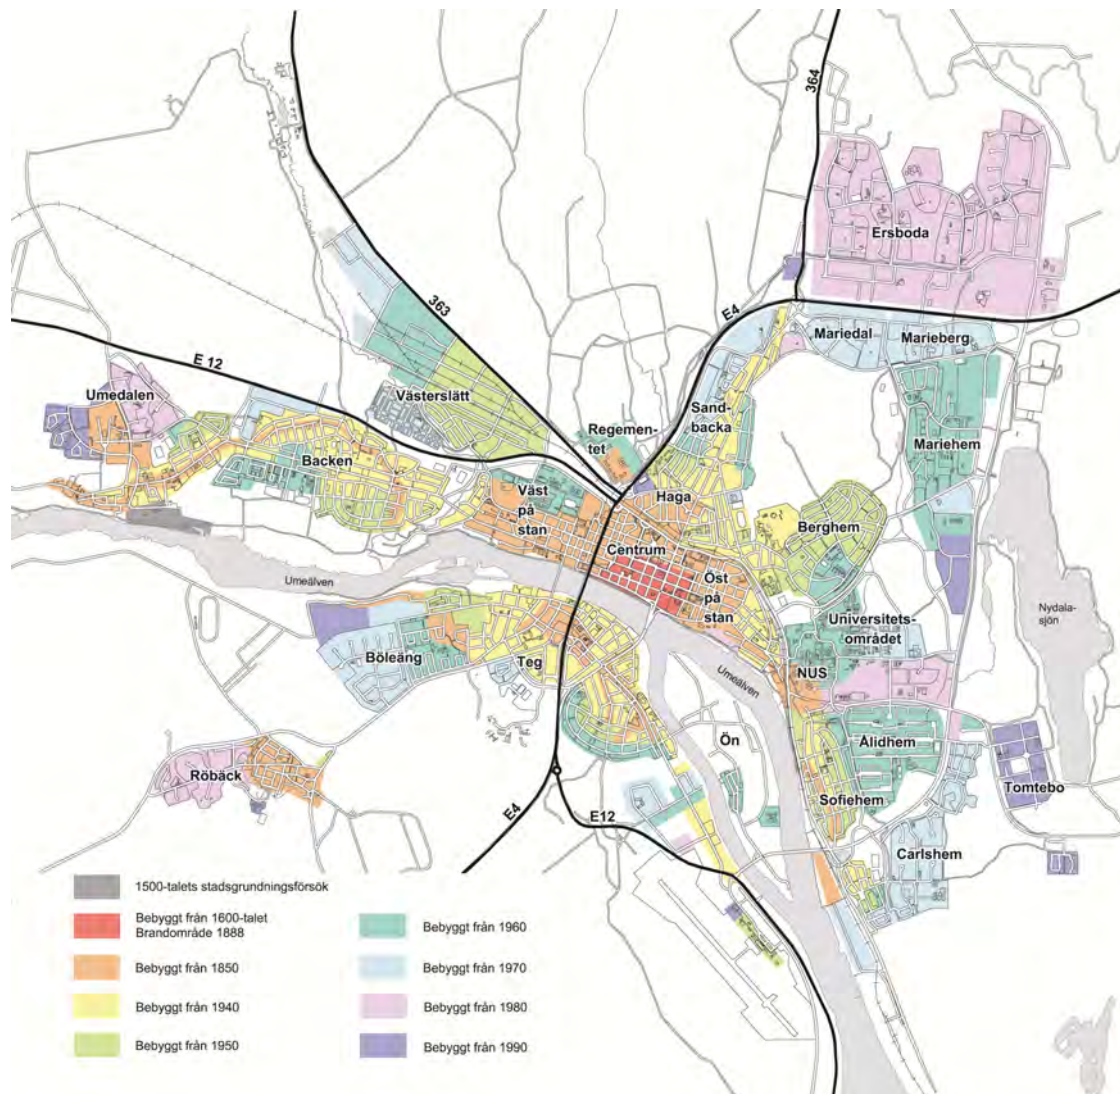 364
Ersboda
363
E4
Mariedal
Marieberg
E 12
Umedalen
Västerslätt
Sand-
backa
Regemen-
tet
Mariehem
Backen
Väst
på
stan
Haga
Berghem
Centrum
Öst
på
stan
Umeälven
Universitets-
området
Nydala-
sjön
Böleäng
Teg
NUS
Umeälven
Ön
Ålidhem
Röbäck
Tomtebo
Sofiehem
E4
E12
Carlshem
1500-talets stadsgrundningsförsök
Bebyggt från 1600-talet
Brandområde 1888
Bebyggt från 1850
Bebyggt från 1940
Bebyggt från 1950
Bebyggt från 1960
Bebyggt från 1970
Bebyggt från 1980
Bebyggt från 1990